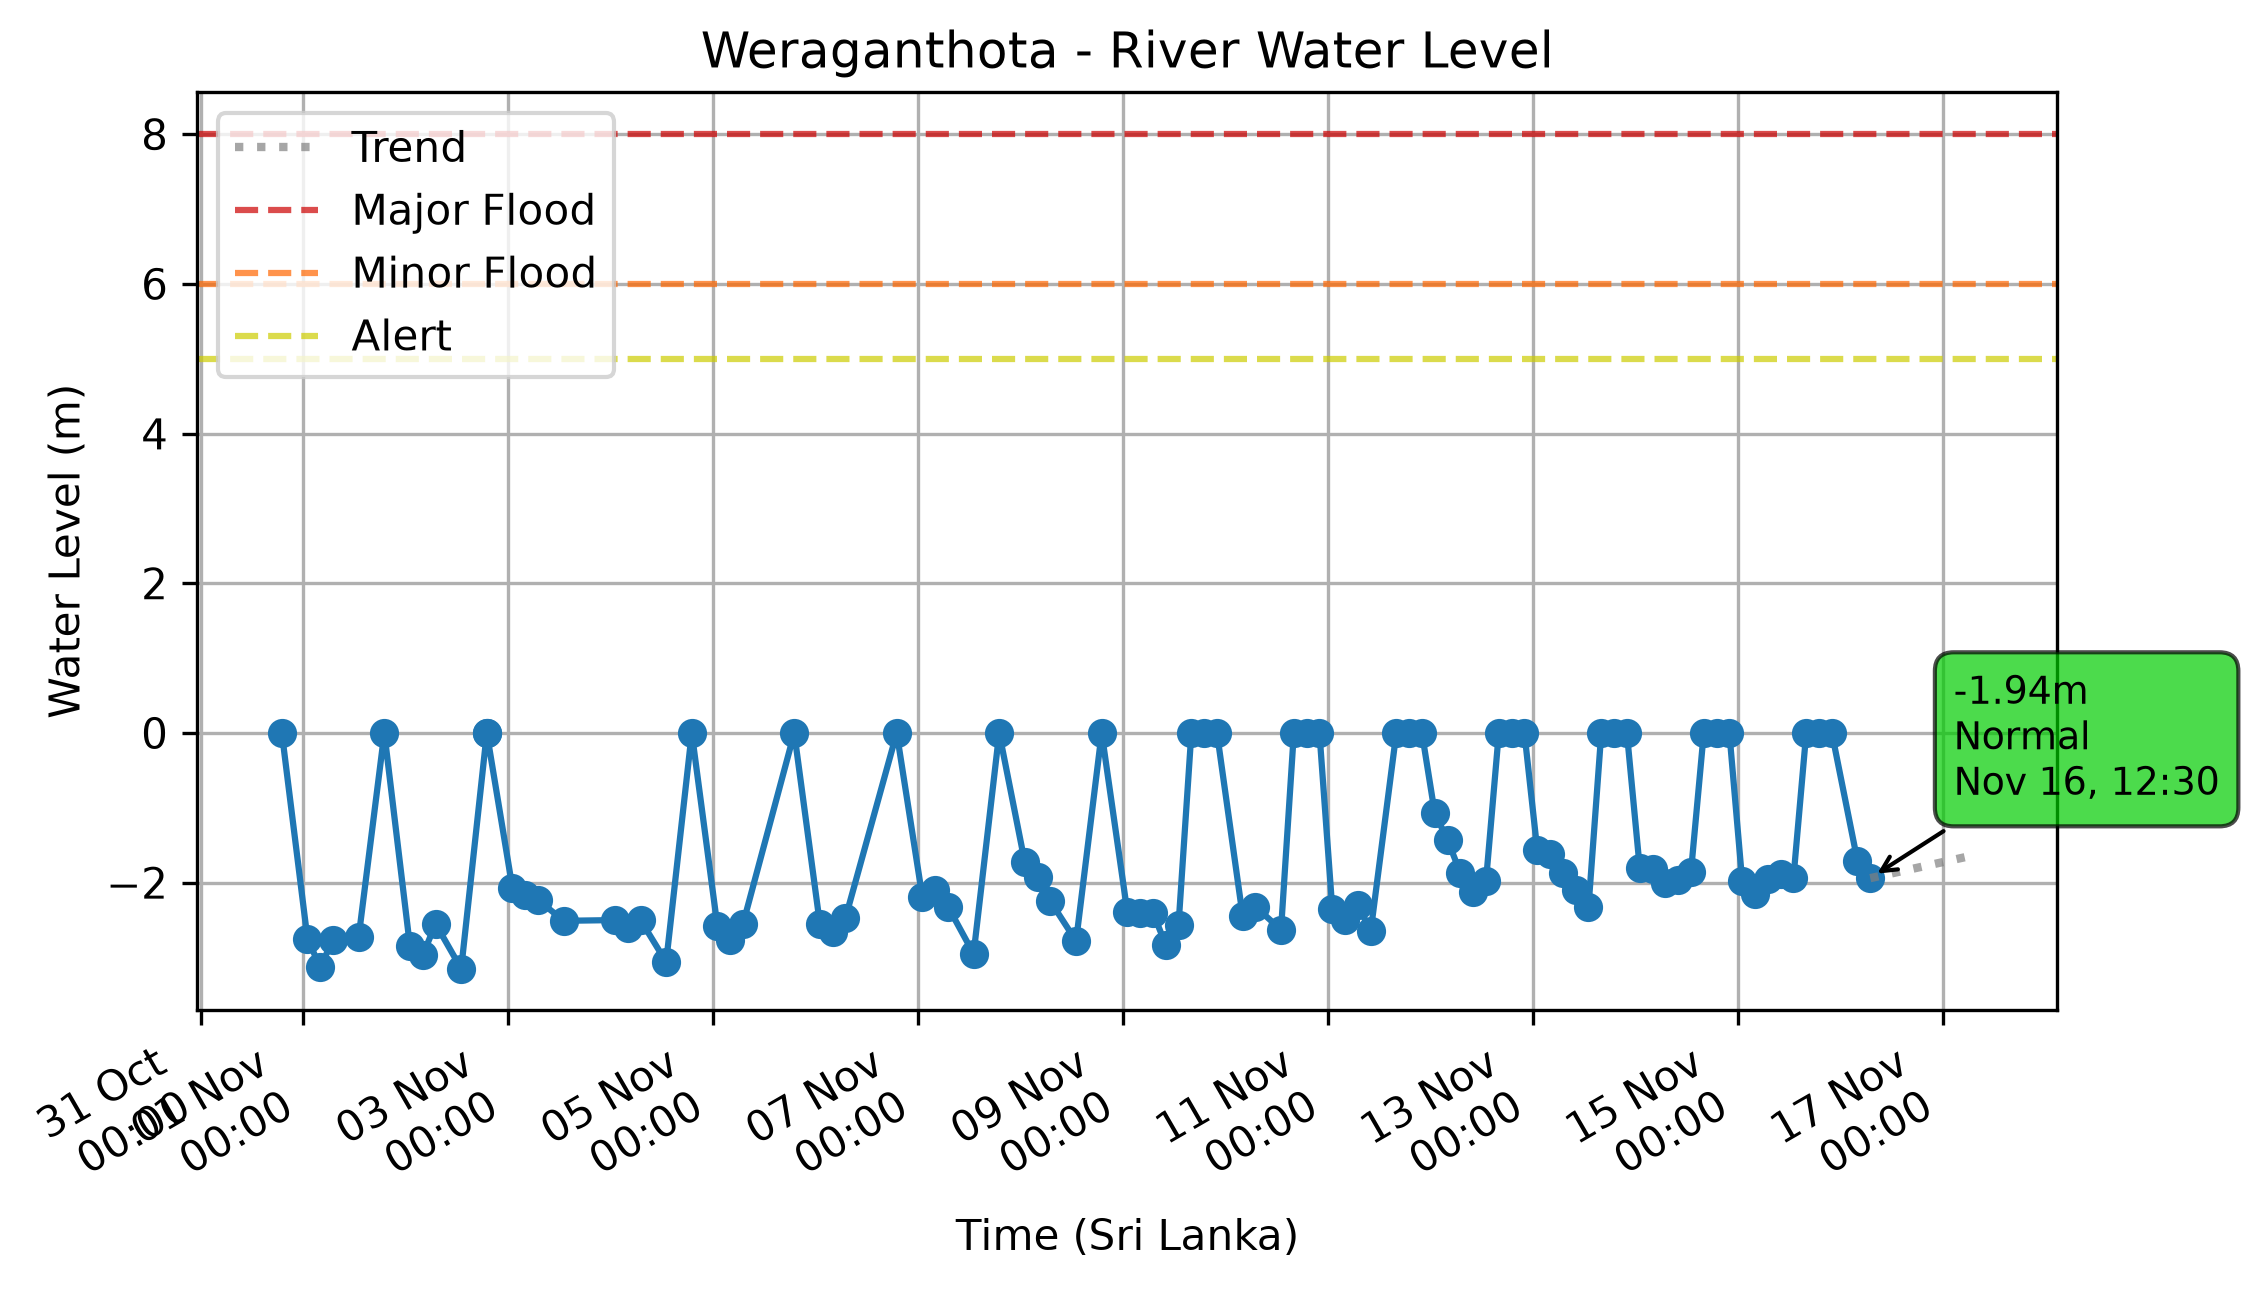 Weraganthota - River Water Level
Trend
Major Flood
Minor Flood
Alert
8
6
4
2
0
−2
Water Level (m)
-1.94m
Normal
Nov 16, 12:30
31 Oct
00:00
01 Nov
00:00
03 Nov
00:00
05 Nov
00:00
07 Nov
00:00
09 Nov
00:00
11 Nov
00:00
13 Nov
00:00
15 Nov
00:00
17 Nov
00:00
Time (Sri Lanka)